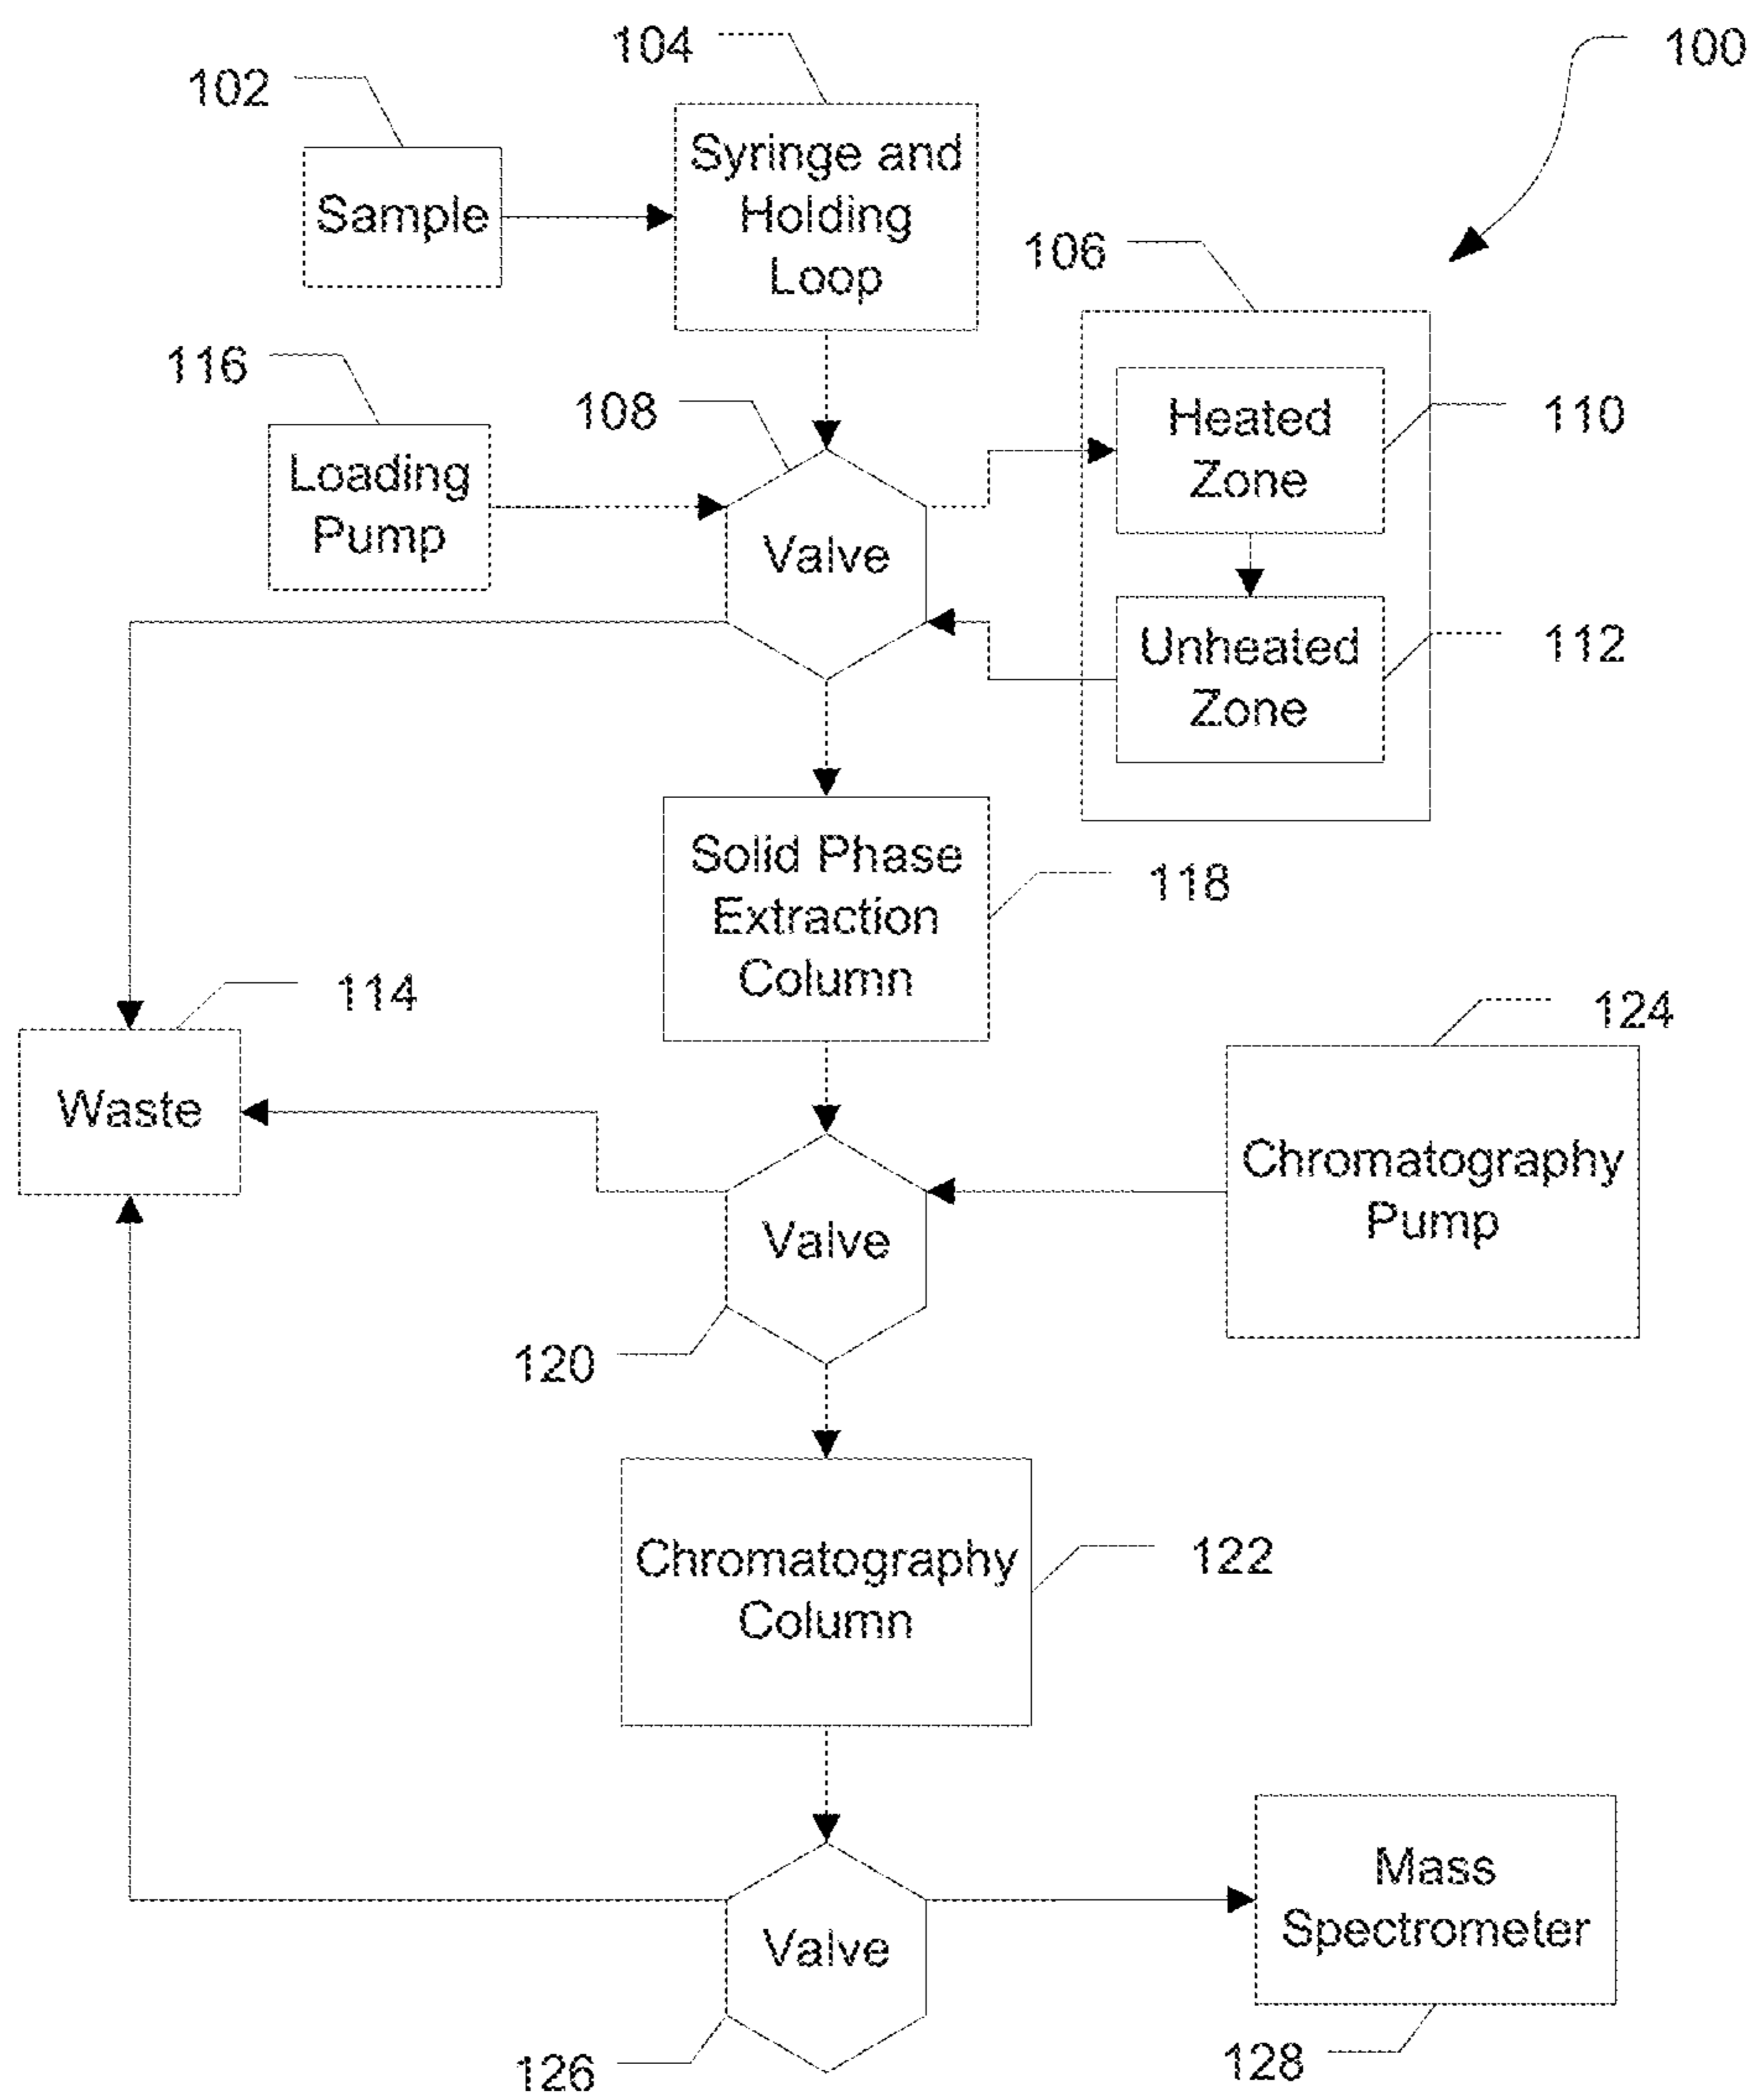 104
100
102
Syringe and
Holding
Loop
Sample
106
116
108
Heated
Zone
110
Loading
Pump
Valve
Unheated
Zone
112
Solid Phase
Extraction
Column
118
114
124
Waste
Chromatography
Pump
Valve
120
Chromatography
Column
122
Mass
Spectrometer
Valve
126
128